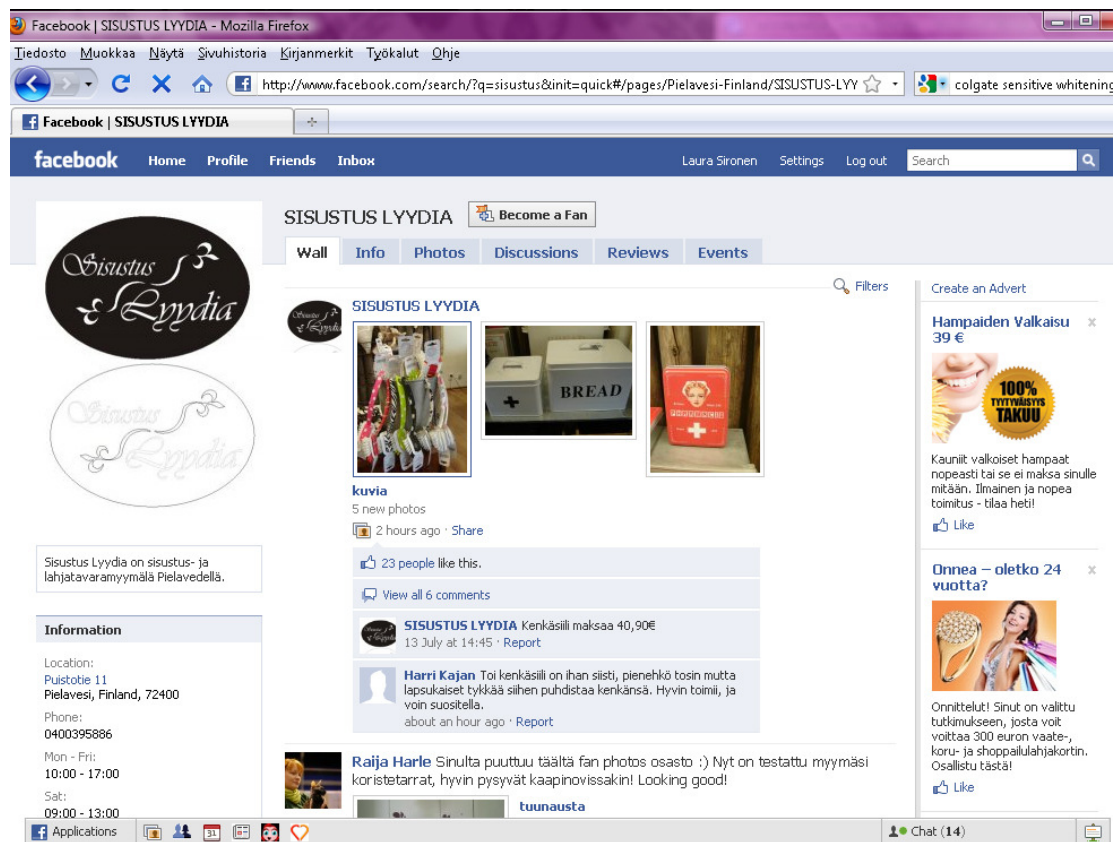 Facebook | SISUSTUS LYYDIA - Mozilla Firefox
Tiedosto Muokkaa Näytä Sivuhistoria Kirjanmerkit Työkalut Ohje
http://www.facebook.com/search/?q=sisustus&init=quick#/pages/Pielavesi-Finland/SISUSTUS-LYY
colgate sensitive whitening
Facebook | SISUSTUS LYYDIA
facebook Home Profile Friends Inbox Laura Sironen Settings Log out Search
Sisustus
Lyydia
Sisustus
Lyydia
Sisustus Lyydia on sisustus- ja
lahjatavaramyymälä Pielavedellä.
Information
Location:
Puistotie 11
Pielavesi, Finland, 72400
Phone:
0400395886
Mon - Fri:
10:00 - 17:00
Sat:
09:00 - 13:00
SISUSTUS LYYDIA Become a Fan
Wall Info Photos Discussions Reviews Events
Filters
SISUSTUS LYYDIA
BREAD
kuvia
5 new photos
2 hours ago · Share
23 people like this.
View all 6 comments
SISUSTUS LYYDIA Kenkäsiili maksaa 40,90€
13 July at 14:45 · Report
Harri Kajan Toi kenkäsiili on ihan siisti, pienehkö tosin mutta
lapsukaiset tykkää siihen puhdistaa kenkänsä. Hyvin toimii, ja
voin suositella.
about an hour ago · Report
Raija Harle Sinulta puuttuu täältä fan photos osasto :) Nyt on testattu myymäsi
koristetarrat, hyvin pysyvät kaapinovissakin! Looking good!
tuunausta
Create an Advert
Hampaiden Valkaisu
39 €
100%
TYYTYVÄISYYS
TAKUU
Kauniit valkoiset hampaat
nopeasti tai se ei maksa sinulle
mitään. Ilmainen ja nopea
toimitus - tilaa heti!
Like
Onnea – oletko 24
vuotta?
Onnittelut! Sinut on valittu
tutkimukseen, josta voit
voittaa 300 euron vaate-,
koru- ja shoppailulahjakortin.
Osallistu tästä!
Like
Applications 31 Chat (14)